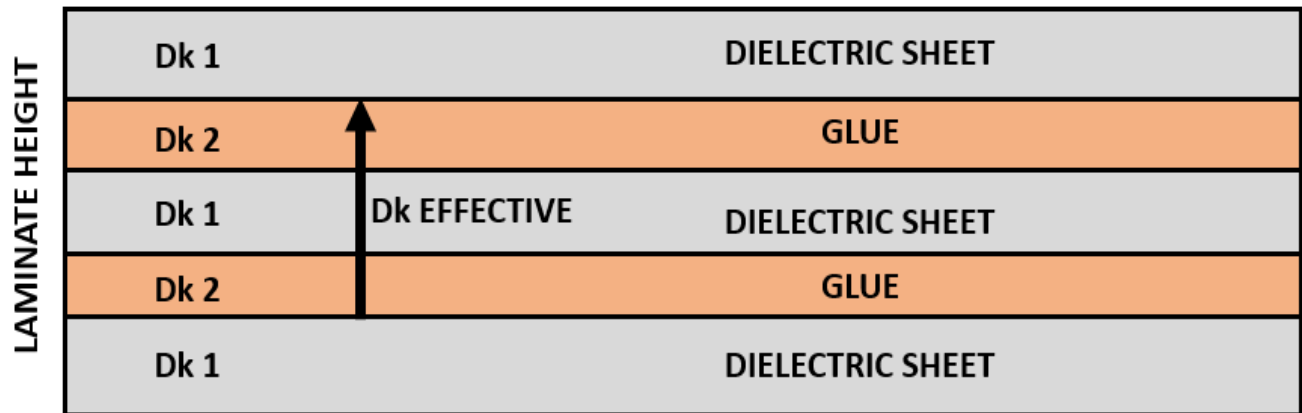 LAMINATE HEIGHT
Dk 1 DIELECTRIC SHEET
Dk 2 GLUE
Dk 1 Dk EFFECTIVE DIELECTRIC SHEET
Dk 2 GLUE
Dk 1 DIELECTRIC SHEET